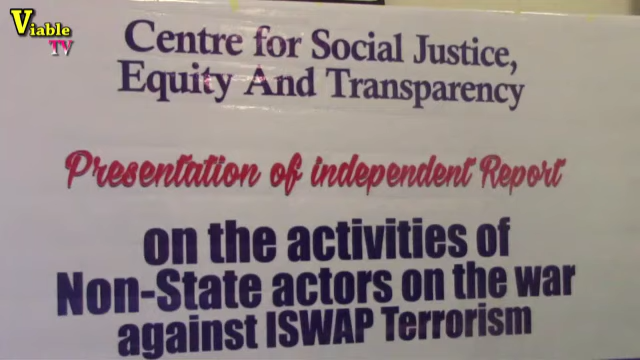 Viable
TV
Centre for Social Justice,
Equity And Transparency
Presentation of independent Report
on the activities of
Non-State actors on the war
against ISWAP Terrorism